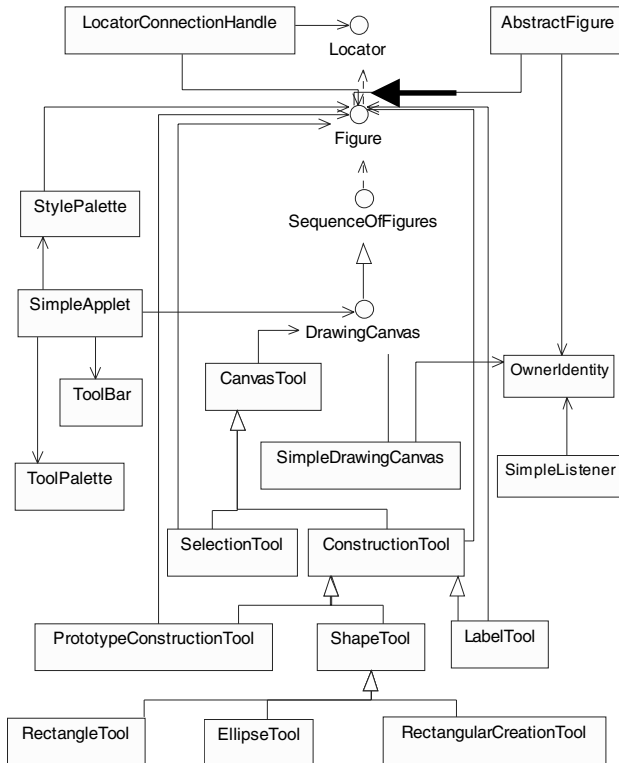 LocatorConnectionHandle
AbstractFigure
Locator
Figure
StylePalette
SequenceOfFigures
SimpleApplet
DrawingCanvas
CanvasTool
OwnerIdentity
ToolBar
SimpleDrawingCanvas
ToolPalette
SimpleListener
SelectionTool
ConstructionTool
PrototypeConstructionTool
ShapeTool
LabelTool
RectangleTool
EllipseTool
RectangularCreationTool